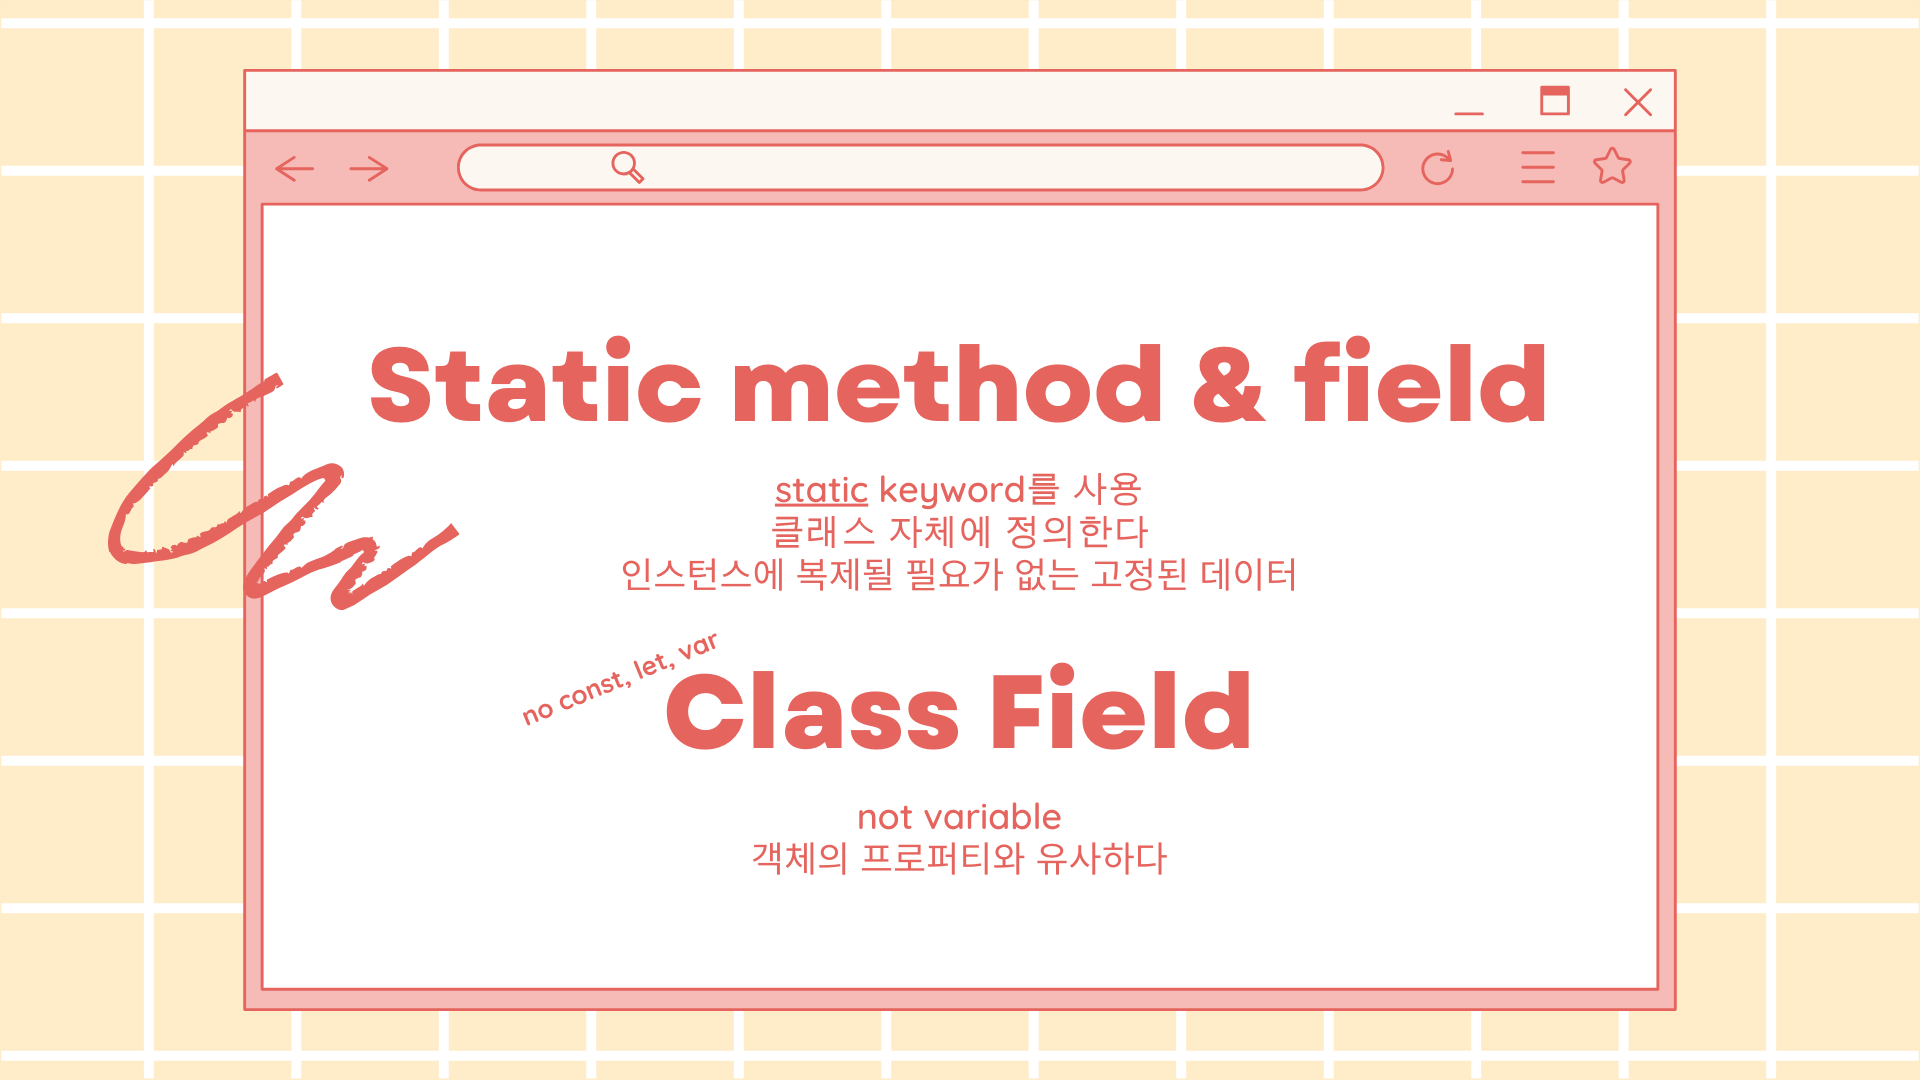 Static method & field
static keyword를 사용
클래스 자체에 정의한다
인스턴스에 복제될 필요가 없는 고정된 데이터
no const, let, var
Class Field
not variable
객체의 프로퍼티와 유사하다